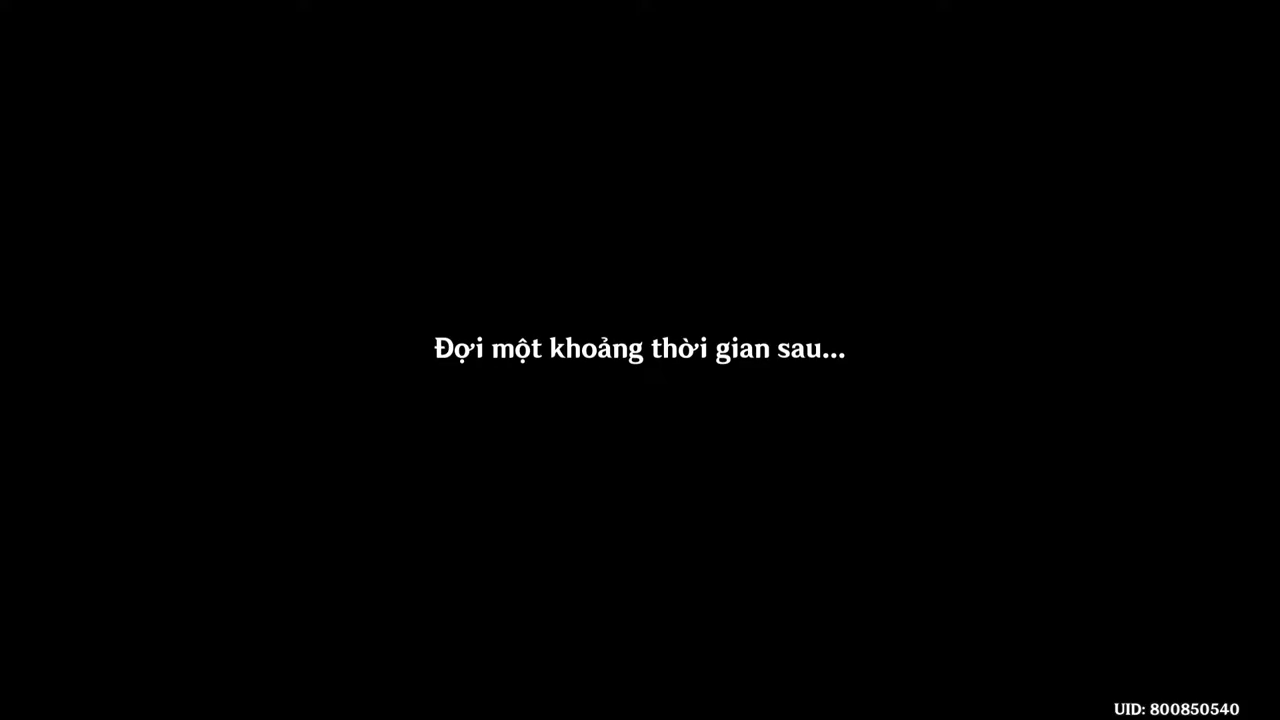 Đợi một khoảng thời gian sau...
UID: 800850540